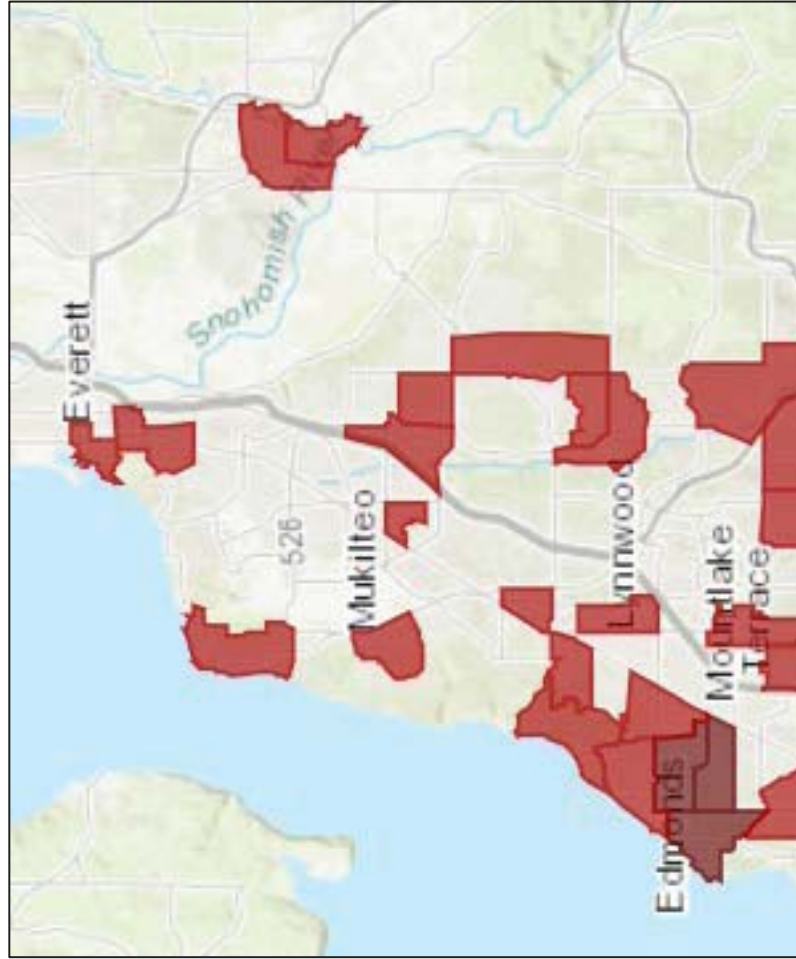 Everett
Snohomish
526
Mukilteo
Lynnwood
Mountlake
Terrace
Edmonds